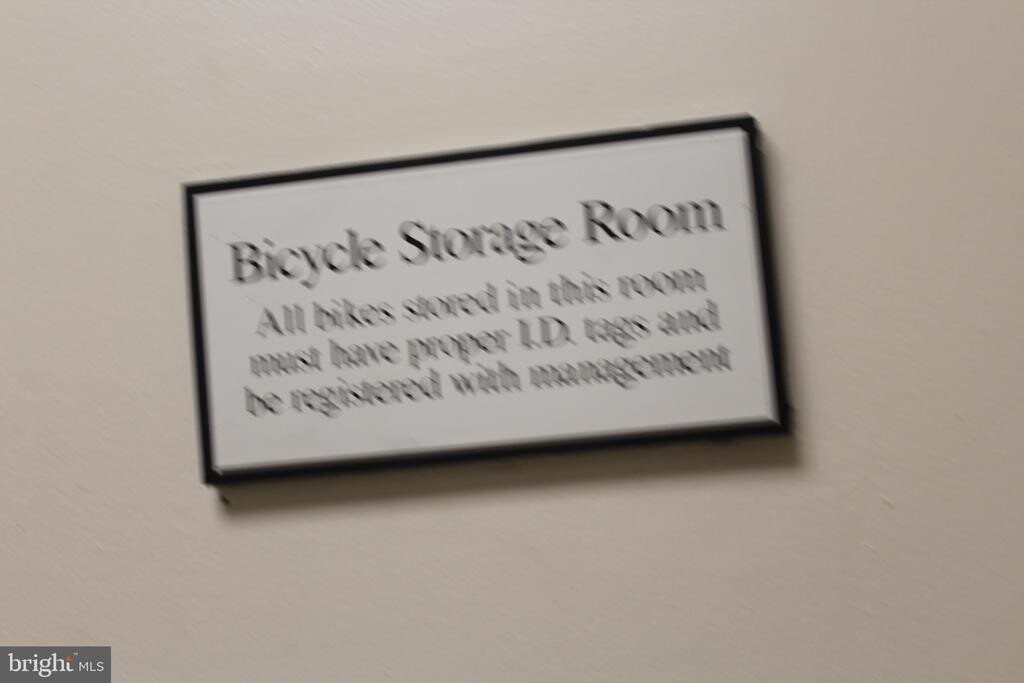 Bicycle Storage Room
All bikes stored in this room
must have proper I.D. tags and
be registered with management
bright MLS